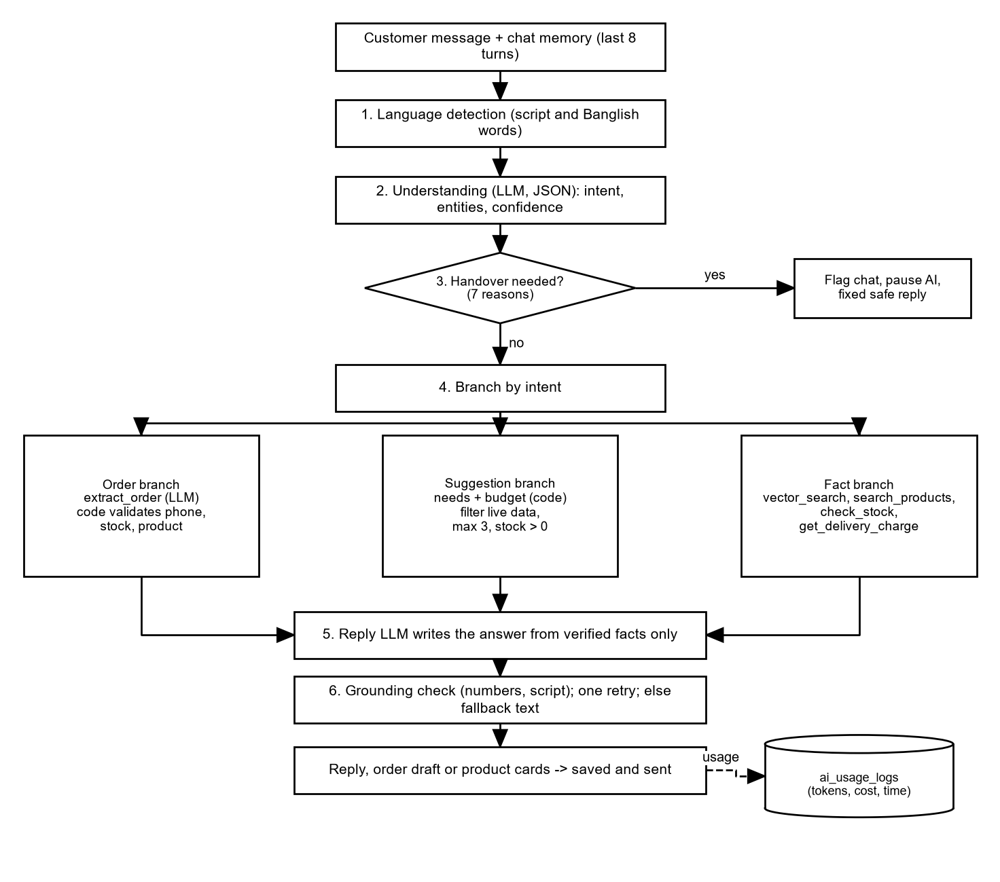 Customer message + chat memory (last 8
turns)
1. Language detection (script and Banglish
words)
2. Understanding (LLM, JSON): intent,
entities, confidence
3. Handover needed?
(7 reasons)
yes
Flag chat, pause AI,
fixed safe reply
no
4. Branch by intent
Order branch
extract_order (LLM)
code validates phone,
stock, product
Suggestion branch
needs + budget (code)
filter live data,
max 3, stock > 0
Fact branch
vector_search, search_products,
check_stock,
get_delivery_charge
5. Reply LLM writes the answer from verified facts only
6. Grounding check (numbers, script); one retry; else
fallback text
Reply, order draft or product cards -> saved and sent
usage
ai_usage_logs
(tokens, cost, time)